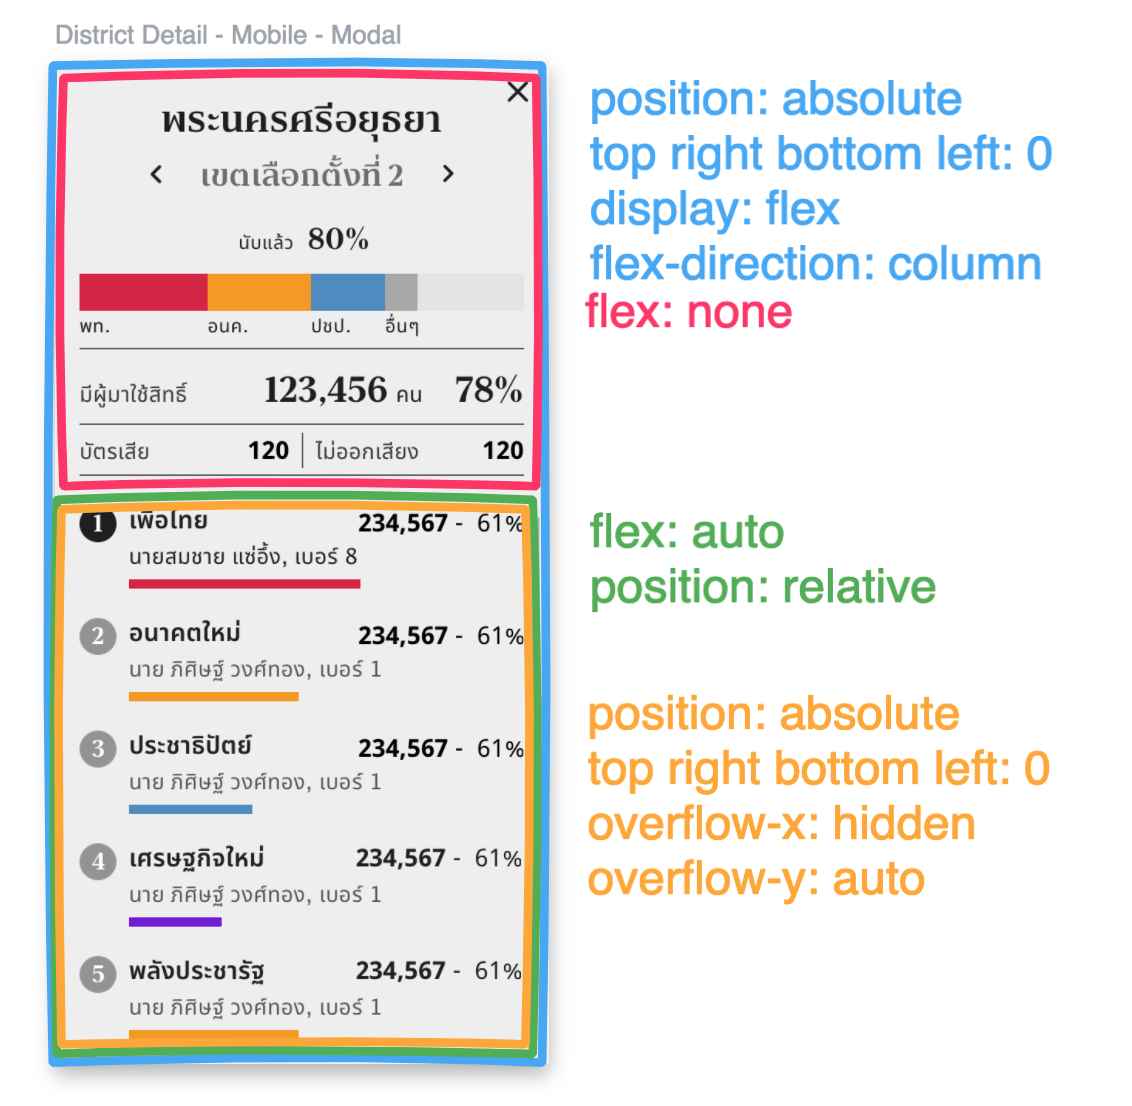 District Detail - Mobile - Modal
พระนครศรีอยุธยา
เขตเลือกตั้งที่ 2
นับแล้ว 80%
พท. อนค. ปชป. อื่นๆ
มีผู้มาใช้สิทธิ์ 123,456 คน 78%
บัตรเสีย 120 ไม่ออกเสียง 120
1 เพื่อไทย 234,567 - 61%
นายสมชาย แซ่อึ้ง, เบอร์ 8
2 อนาคตใหม่ 234,567 - 61%
นาย ภิศิษฐ์ วงศ์ทอง, เบอร์ 1
3 ประชาธิปัตย์ 234,567 - 61%
นาย ภิศิษฐ์ วงศ์ทอง, เบอร์ 1
4 เศรษฐกิจใหม่ 234,567 - 61%
นาย ภิศิษฐ์ วงศ์ทอง, เบอร์ 1
5 พลังประชารัฐ 234,567 - 61%
นาย ภิศิษฐ์ วงศ์ทอง, เบอร์ 1
position: absolute
top right bottom left: 0
display: flex
flex-direction: column
flex: none
flex: auto
position: relative
position: absolute
top right bottom left: 0
overflow-x: hidden
overflow-y: auto